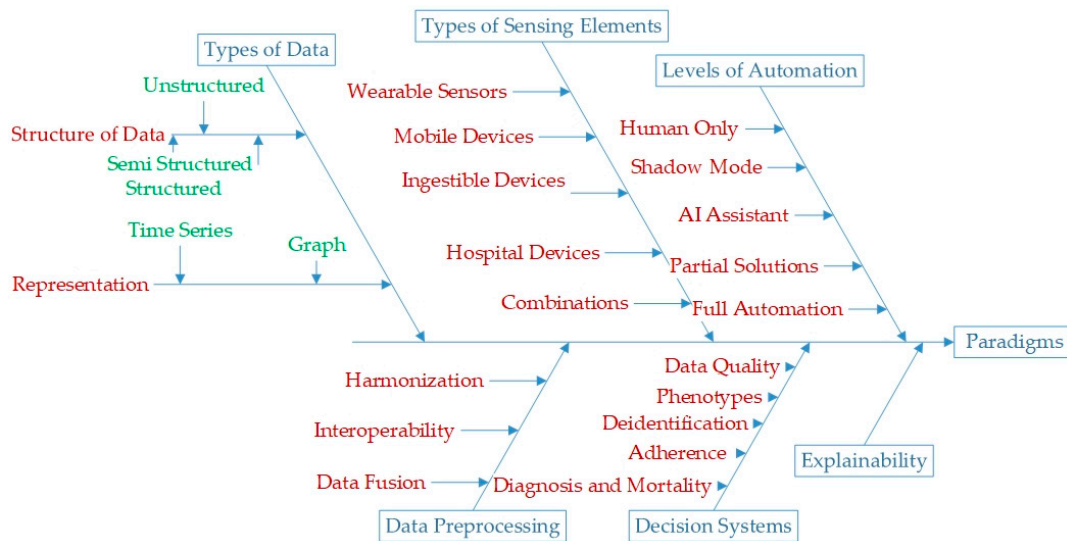 Types of Data
Types of Sensing Elements
Levels of Automation
Unstructured
Structure of Data
Semi Structured
Structured
Time Series
Graph
Representation
Wearable Sensors
Mobile Devices
Ingestible Devices
Hospital Devices
Combinations
Human Only
Shadow Mode
AI Assistant
Partial Solutions
Full Automation
Paradigms
Harmonization
Interoperability
Data Fusion
Data Preprocessing
Data Quality
Phenotypes
Deidentification
Adherence
Diagnosis and Mortality
Decision Systems
Explainability